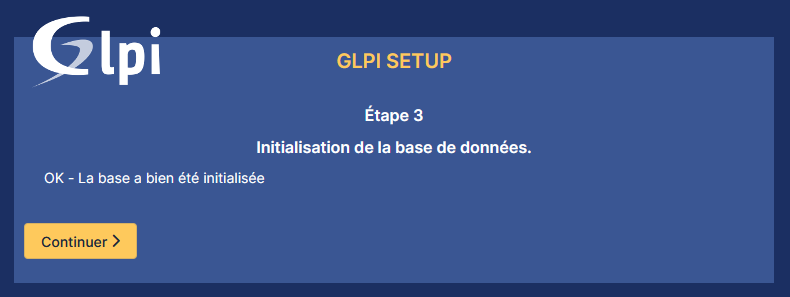 Glpi
GLPI SETUP
Étape 3
Initialisation de la base de données.
OK - La base a bien été initialisée
Continuer